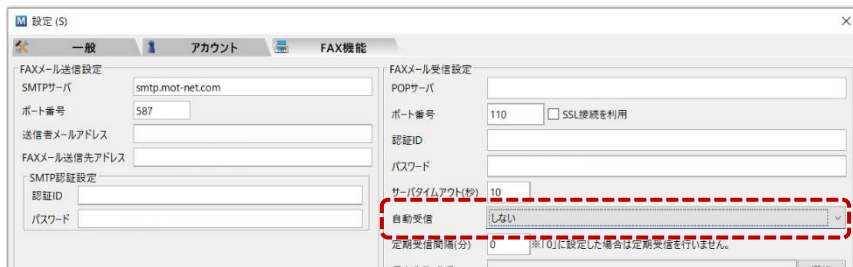 設定 (S)
一般 アカウント FAX機能
FAXメール送信設定
SMTPサーバ smtp.mot-net.com
ポート番号 587
送信者メールアドレス
FAXメール送信先アドレス
SMTP認証設定
認証ID
パスワード
FAXメール受信設定
POPサーバ
ポート番号 110 SSL接続を利用
認証ID
パスワード
サーバタイムアウト(秒) 10
自動受信 しない
定期受信間隔(分) 0 ※「0」に設定した場合は定期受信を行いません。